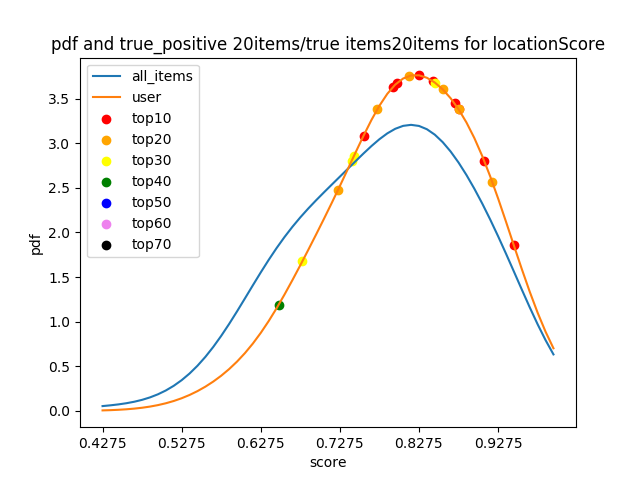 pdf and true_positive 20items/true items20items for locationScore
all_items
user
top10
top20
top30
top40
top50
top60
top70
pdf
3.5
3.0
2.5
2.0
1.5
1.0
0.5
0.0
0.4275 0.5275 0.6275 0.7275 0.8275 0.9275
score